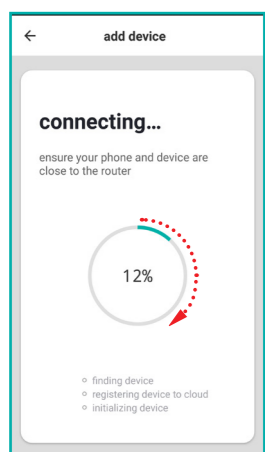 add device
connecting...
ensure your phone and device are
close to the router
12%
finding device
registering device to cloud
initializing device